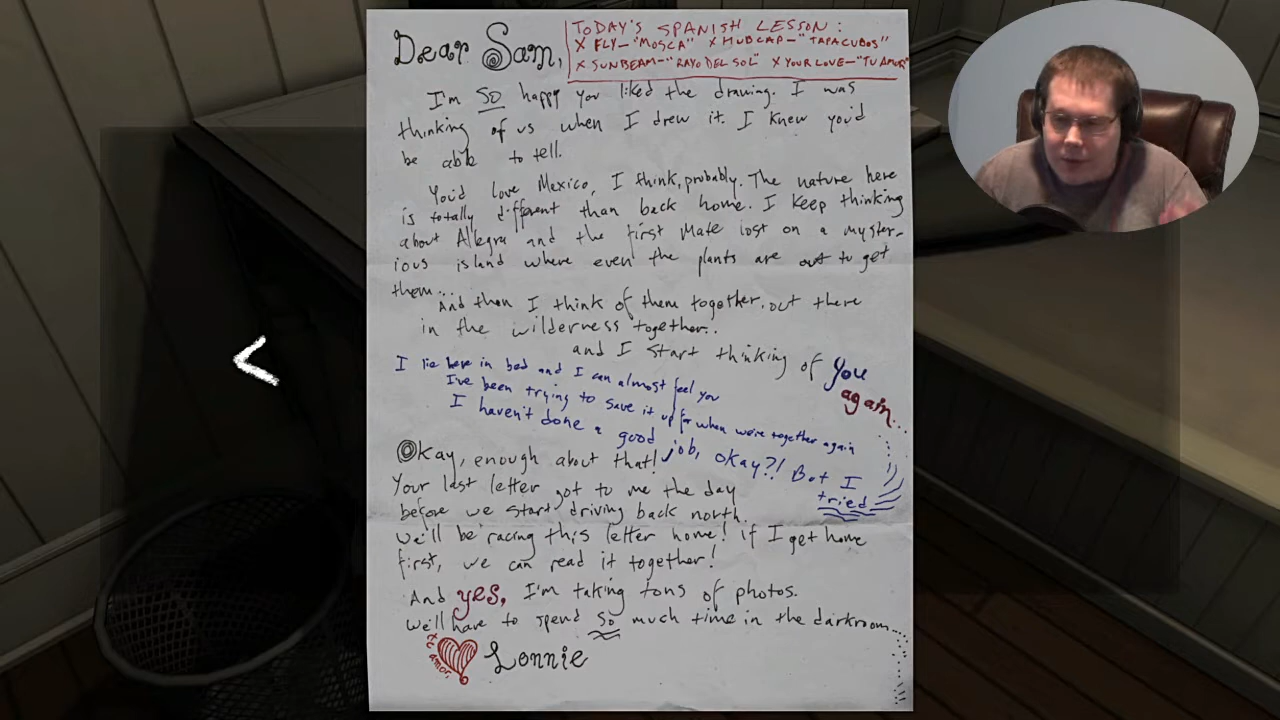 Dear Sam,
TODAY'S SPANISH LESSON:
X FLY-"MOSCA" X HUBCAP-"TAPACUBOS"
X SUNBEAM-"RAYO DEL SOL" X YOUR LOVE-"TU AMOR"
I'm SO happy you liked the drawing. I was
thinking of us when I drew it. I knew you'd
be able to tell.
You'd love Mexico, I think, probably. The nature here
is totally different than back home. I keep thinking
about Allegra and the first Mate lost on a myster-
ious island where even the plants are out to get
them...
And then I think of them together, out there
in the wilderness together..
and I start thinking of you
again.
I lie here in bed and I can almost feel you
I've been trying to save it up for when we're together again
I haven't done a good job, okay?! But I
tried
Okay, enough about that!
Your last letter got to me the day
before we start driving back north.
we'll be racing this letter home! if I get home
first, we can read it together!
And yes, I'm taking tons of photos.
We'll have to spend so much time in the darkroom...
amor,
Lonnie